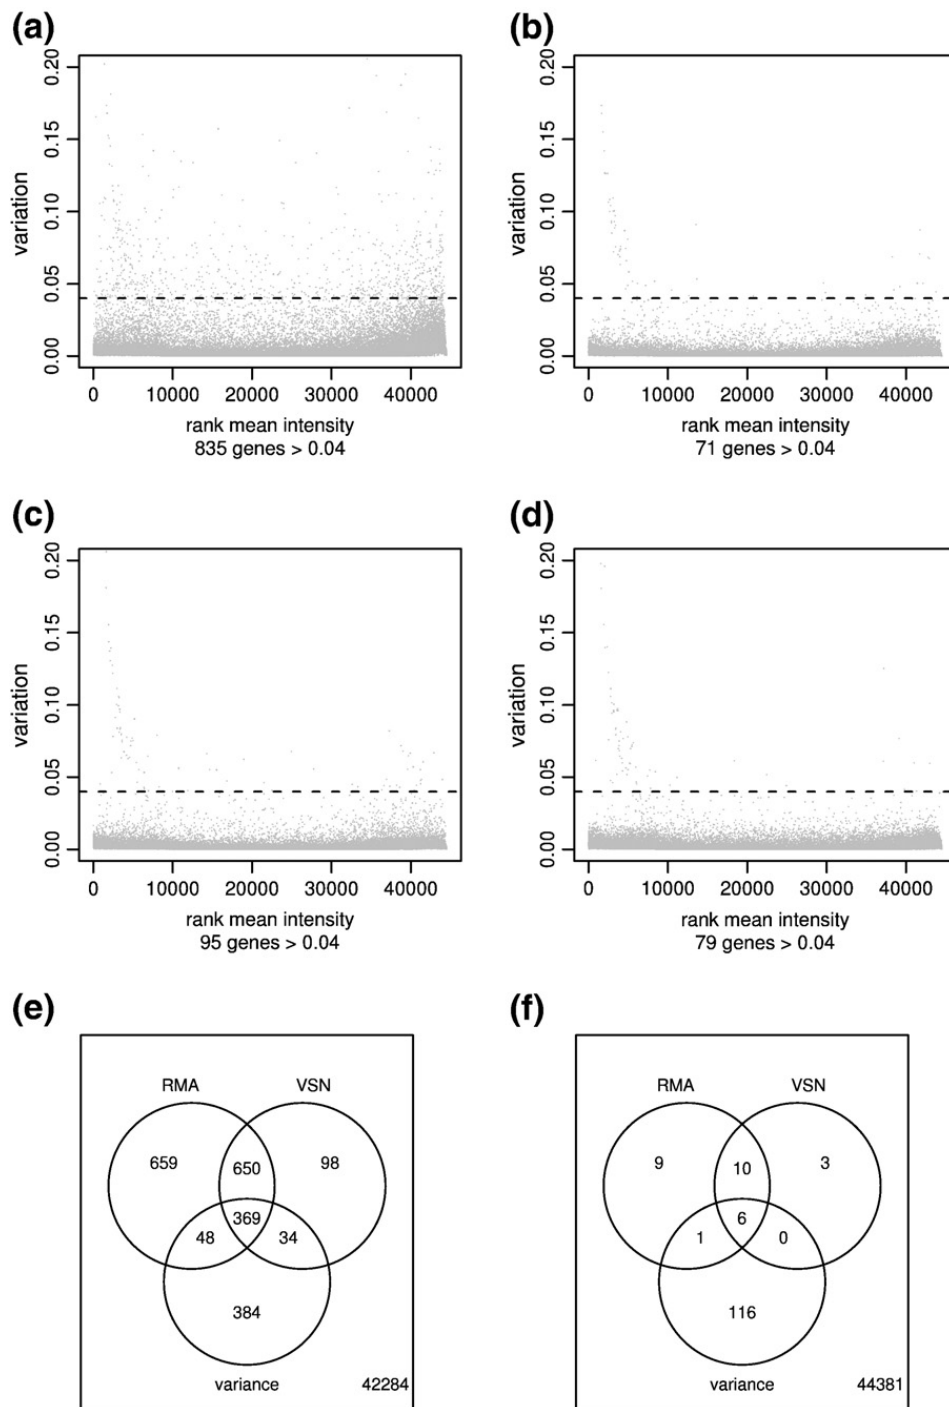 (a)
variation
0.20
0.15
0.10
0.05
0.00
0 10000 20000 30000 40000
rank mean intensity
835 genes > 0.04
(b)
variation
0.20
0.15
0.10
0.05
0.00
0 10000 20000 30000 40000
rank mean intensity
71 genes > 0.04
(c)
variation
0.20
0.15
0.10
0.05
0.00
0 10000 20000 30000 40000
rank mean intensity
95 genes > 0.04
(d)
variation
0.20
0.15
0.10
0.05
0.00
0 10000 20000 30000 40000
rank mean intensity
79 genes > 0.04
(e)
RMA VSN
659 650 98
369
48 34
384
variance 42284
(f)
RMA VSN
9 10 3
6
1 0
116
variance 44381